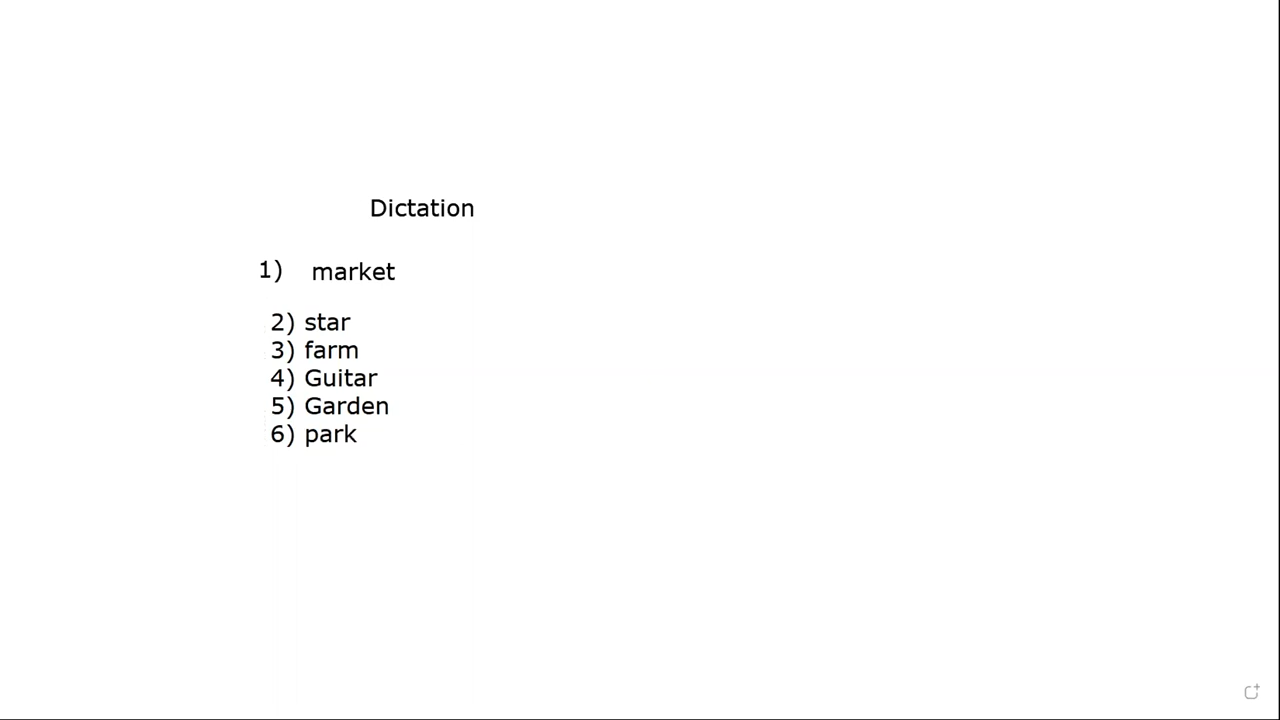 Dictation
1) market
2) star
3) farm
4) Guitar
5) Garden
6) park